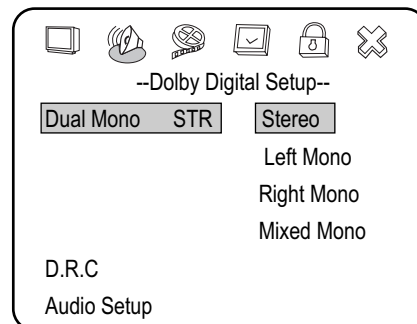 --Dolby Digital Setup--
Dual Mono STR Stereo
Left Mono
Right Mono
Mixed Mono
D.R.C
Audio Setup